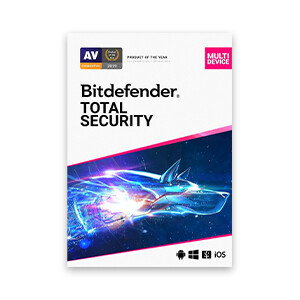 AV
PRODUCT OF THE YEAR
MULTI
DEVICE
Bitdefender®
TOTAL
SECURITY
iOS